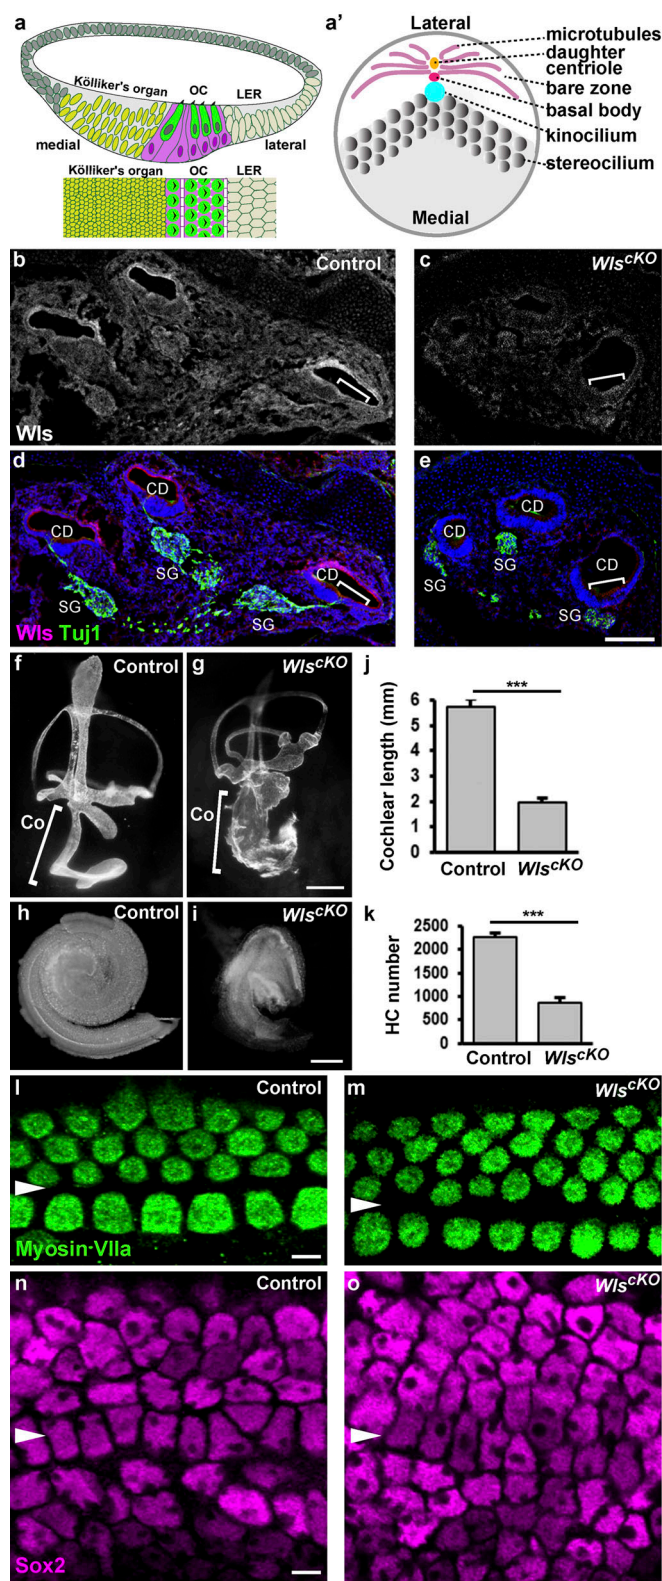 a
Kölliker's organ OC LER
medial
lateral
Kölliker's organ OC LER
a'
Lateral
microtubules
daughter
centriole
bare zone
basal body
kinocilium
stereocilium
Medial
b Control
Wls
c WlscKO
d
CD
CD
CD
SG
SG
SG
Wls Tuj1
e
CD
CD
CD
SG
SG
SG
f Control
Co
g WlscKO
Co
h Control
i WlscKO
j
***
Cochlear length (mm)
6
5
4
3
2
1
0
Control WlscKO
k
***
HC number
2500
2000
1500
1000
500
0
Control WlscKO
l Control
Myosin-VIIa
m WlscKO
n Control
Sox2
o WlscKO